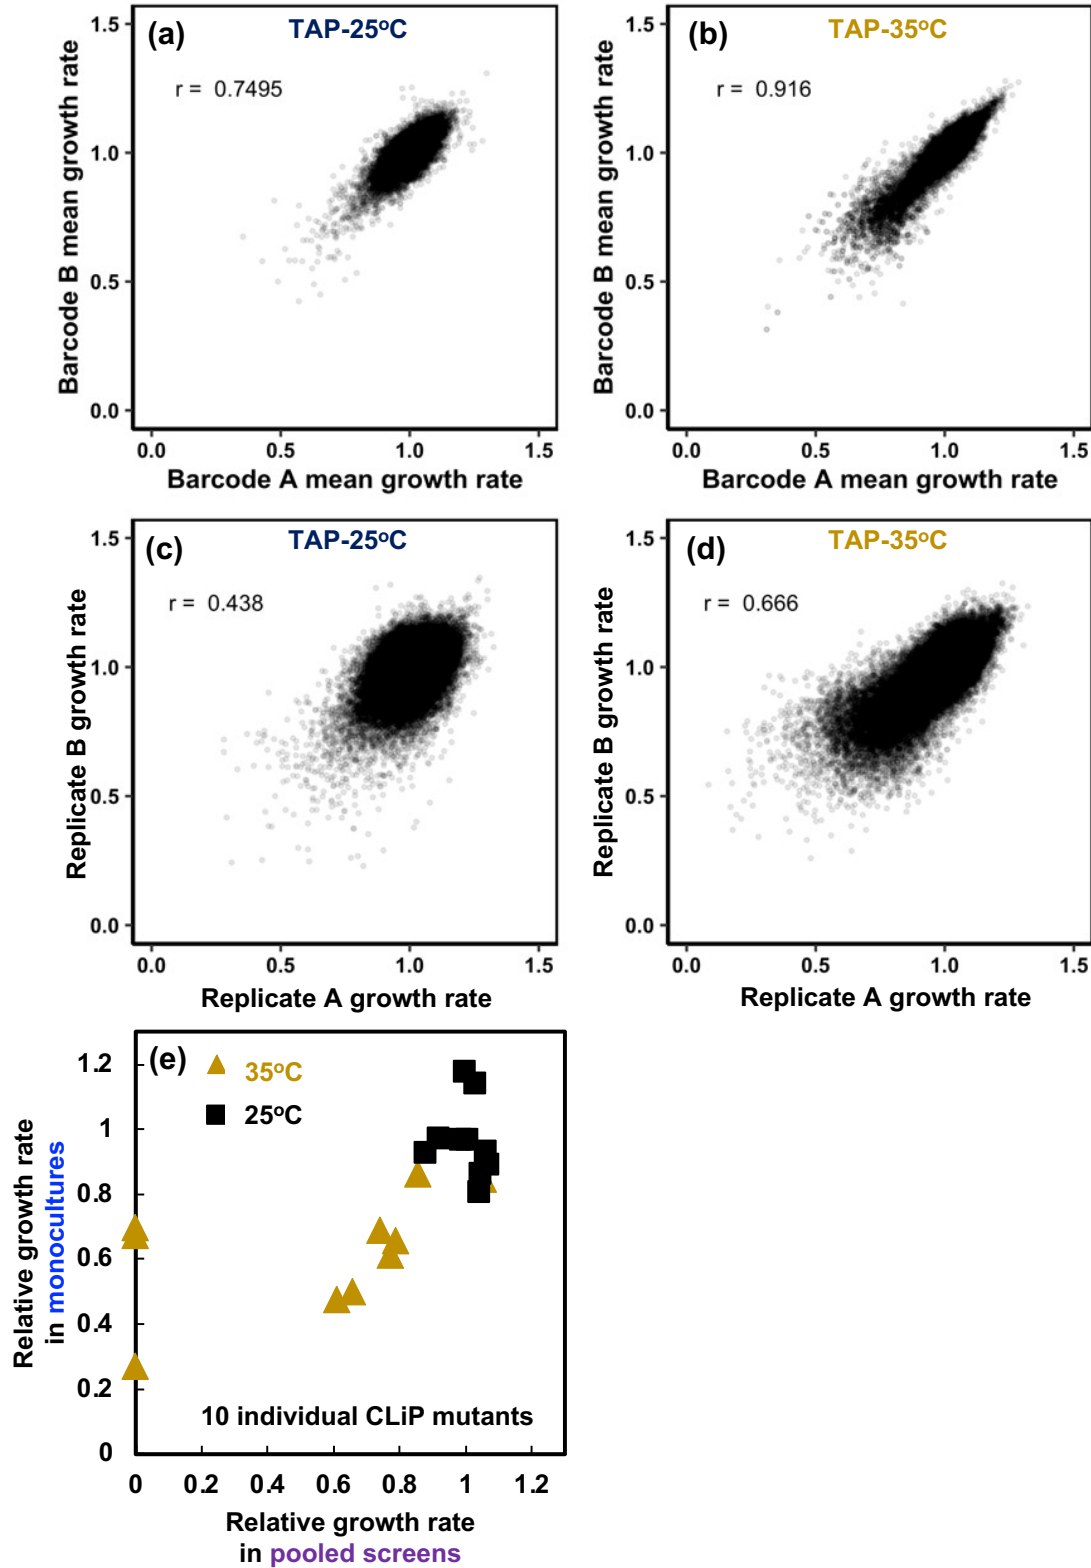 (a) TAP-25°C
r = 0.7495
1.5
1.0
0.5
0.0
Barcode B mean growth rate
0.0 0.5 1.0 1.5
Barcode A mean growth rate
(b) TAP-35°C
r = 0.916
1.5
1.0
0.5
0.0
Barcode B mean growth rate
0.0 0.5 1.0 1.5
Barcode A mean growth rate
(c) TAP-25°C
r = 0.438
1.5
1.0
0.5
0.0
Replicate B growth rate
0.0 0.5 1.0 1.5
Replicate A growth rate
(d) TAP-35°C
r = 0.666
1.5
1.0
0.5
0.0
Replicate B growth rate
0.0 0.5 1.0 1.5
Replicate A growth rate
(e)
35°C
25°C
1.2
1
0.8
0.6
0.4
0.2
0
Relative growth rate
in monocultures
10 individual CLiP mutants
0 0.2 0.4 0.6 0.8 1 1.2
Relative growth rate
in pooled screens